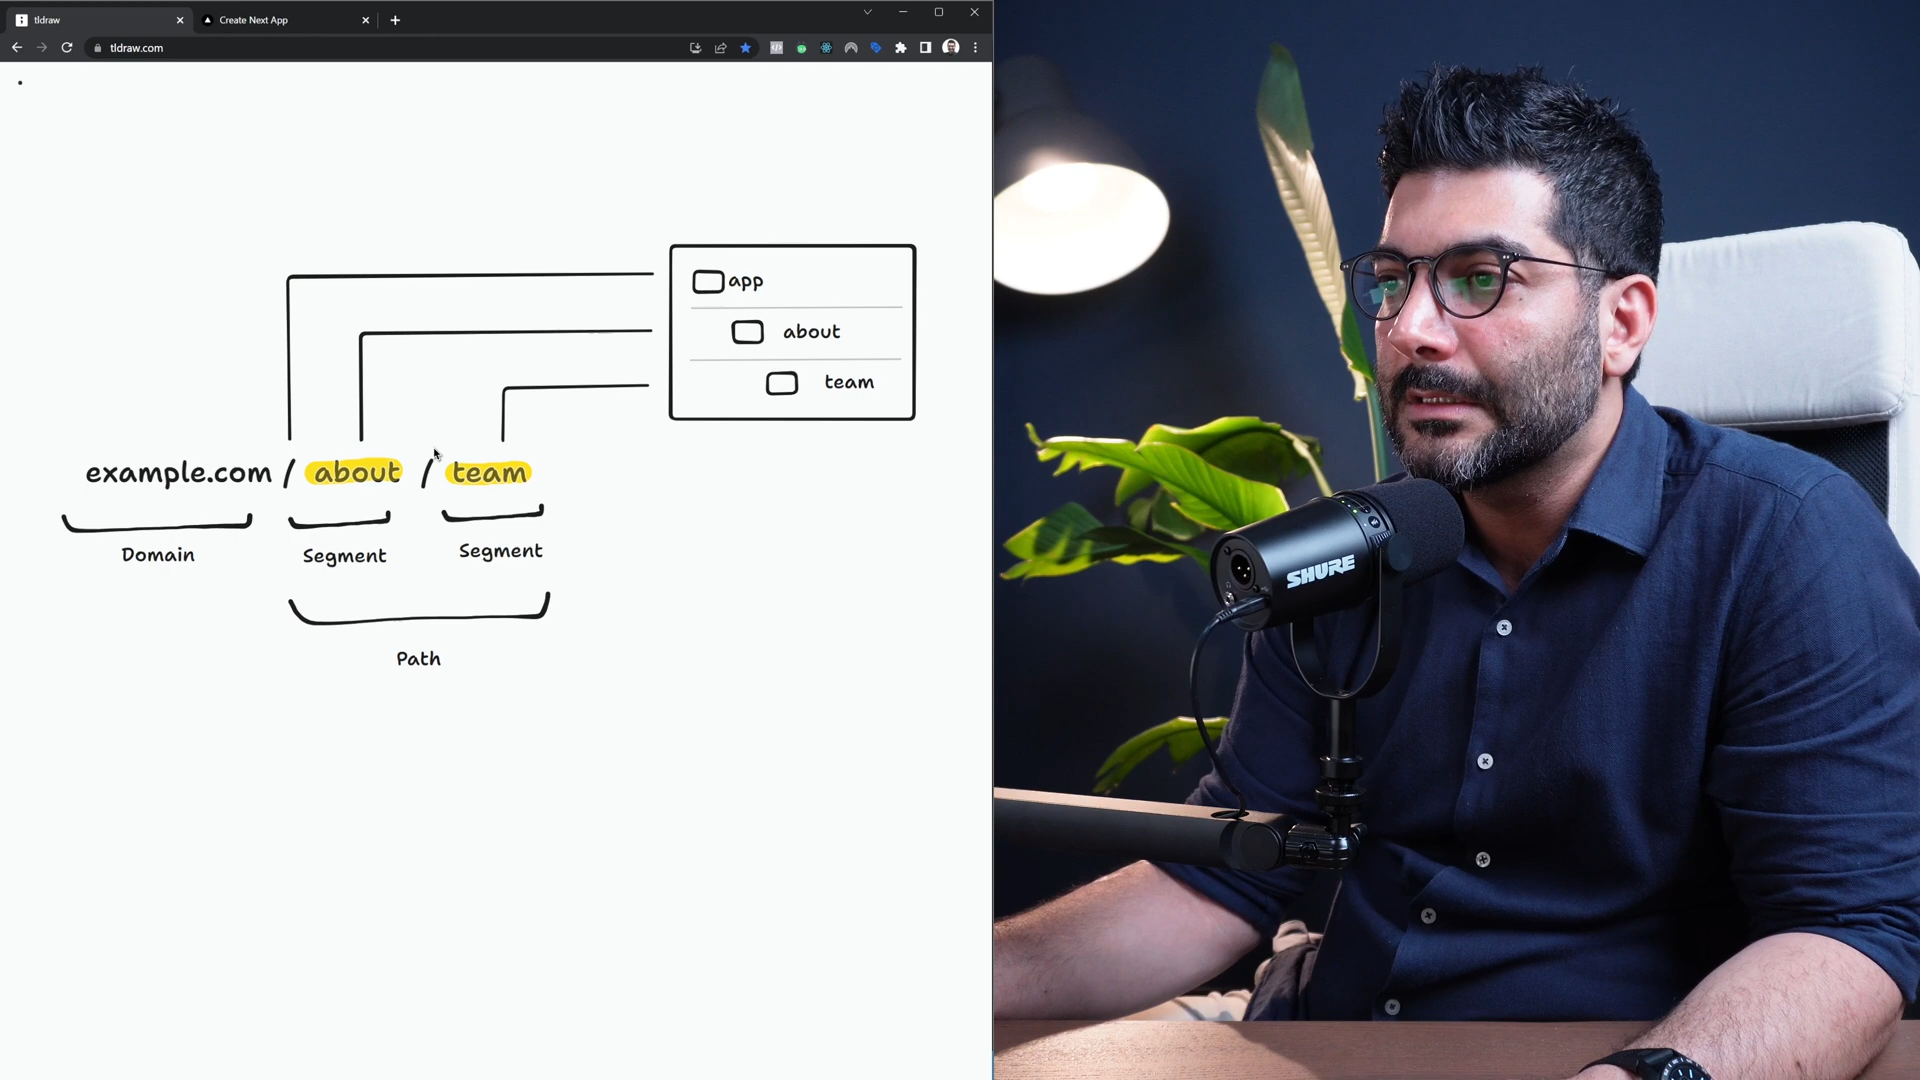 tldraw
Create Next App
tldraw.com
app
about
team
example.com / about / team
Domain
Segment
Segment
Path
SHURE